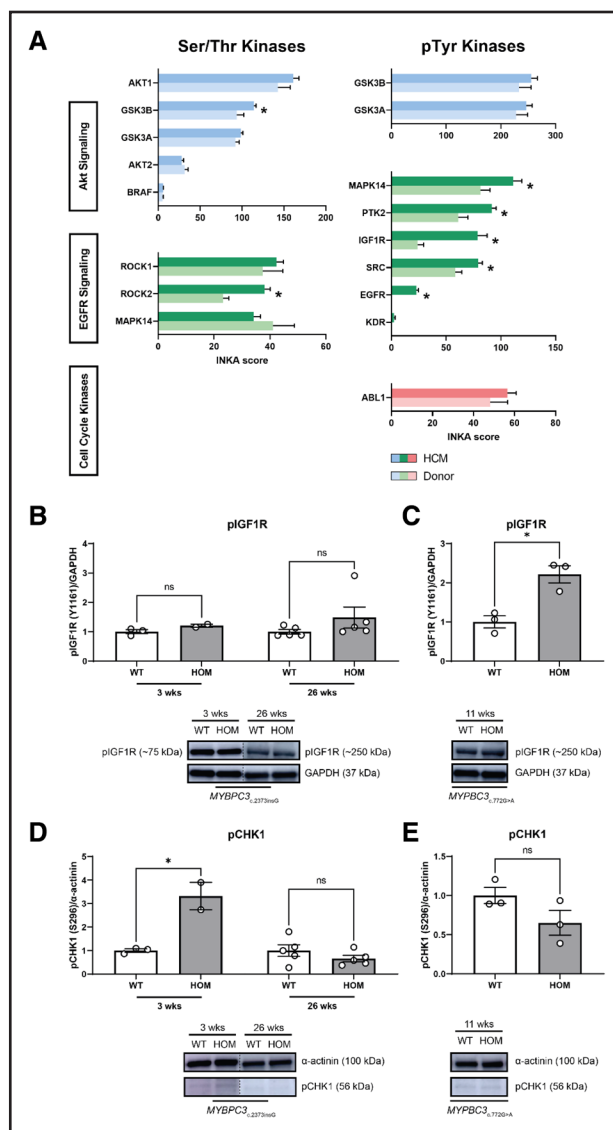 A
Ser/Thr Kinases
pTyr Kinases
Akt Signaling
AKT1
GSK3B
*
GSK3A
AKT2
BRAF
0 50 100 150 200
GSK3B
GSK3A
0 100 200 300
EGFR Signaling
ROCK1
ROCK2
*
MAPK14
0 20 40 60
INKA score
MAPK14
*
PTK2
*
IGF1R
*
SRC
*
EGFR
*
KDR
0 50 100 150
Cell Cycle Kinases
ABL1
0 20 40 60 80
INKA score
HCM
Donor
B
pIGF1R
pIGF1R (Y1161)/GAPDH
4
3
2
1
0
ns
ns
WT HOM WT HOM
3 wks 26 wks
3 wks 26 wks
WT HOM WT HOM
pIGF1R (~75 kDa) pIGF1R (~250 kDa)
GAPDH (37 kDa)
MYBPC3c.2373insG
C
pIGF1R
pIGF1R (Y1161)/GAPDH
3
2
1
0
*
WT HOM
11 wks
WT HOM
pIGF1R (~250 kDa)
GAPDH (37 kDa)
MYPBC3c.772G>A
D
pCHK1
pCHK1 (S296)/α-actinin
5
4
3
2
1
0
*
ns
WT HOM WT HOM
3 wks 26 wks
3 wks 26 wks
WT HOM WT HOM
α-actinin (100 kDa)
pCHK1 (56 kDa)
MYBPC3c.2373insG
E
pCHK1
pCHK1 (S296)/α-actinin
1.5
1.0
0.5
0.0
ns
WT HOM
11 wks
WT HOM
α-actinin (100 kDa)
pCHK1 (56 kDa)
MYPBC3c.772G>A